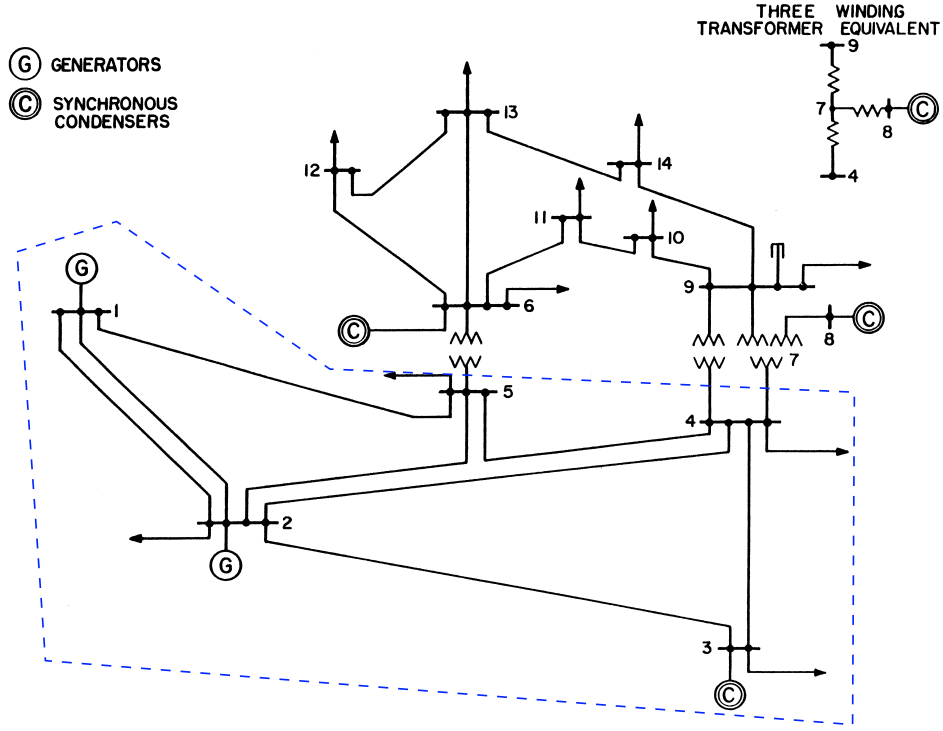 THREE WINDING
TRANSFORMER EQUIVALENT
9
7
C
8
4
G GENERATORS
C SYNCHRONOUS
CONDENSERS
13
12
14
11
10
G
1
6
9
C
C
8
7
5
4
2
G
3
C